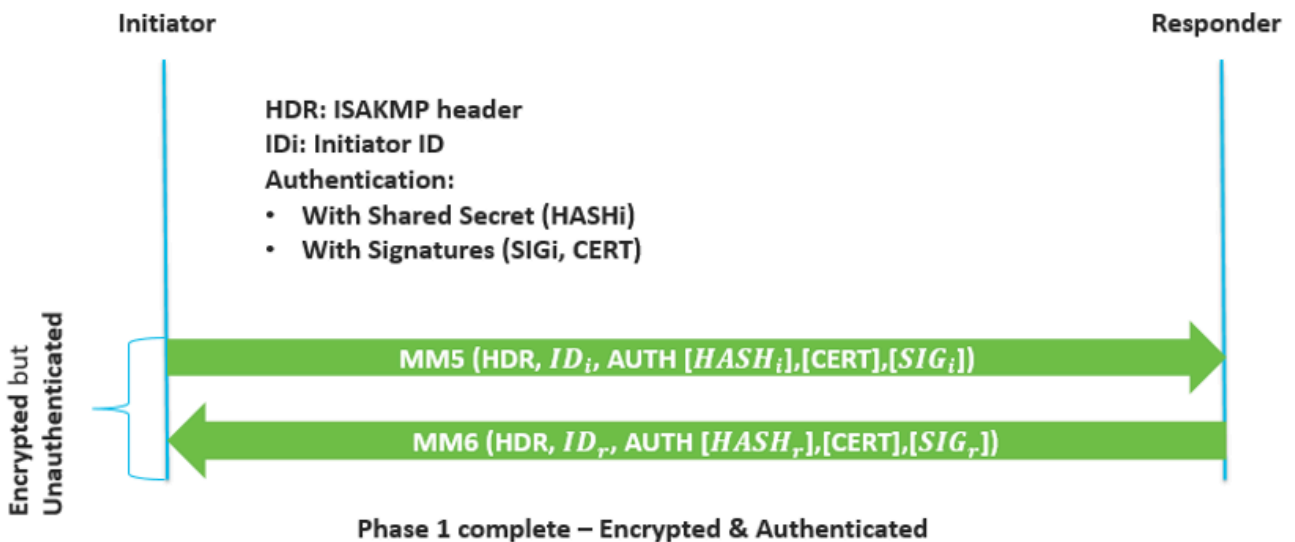 Initiator
Responder
HDR: ISAKMP header
IDi: Initiator ID
Authentication:
• With Shared Secret (HASHi)
• With Signatures (SIGi, CERT)
Encrypted but
Unauthenticated
MM5 (HDR, IDᵢ, AUTH [HASHᵢ],[CERT],[SIGᵢ])
MM6 (HDR, IDᵣ, AUTH [HASHᵣ],[CERT],[SIGᵣ])
Phase 1 complete – Encrypted & Authenticated